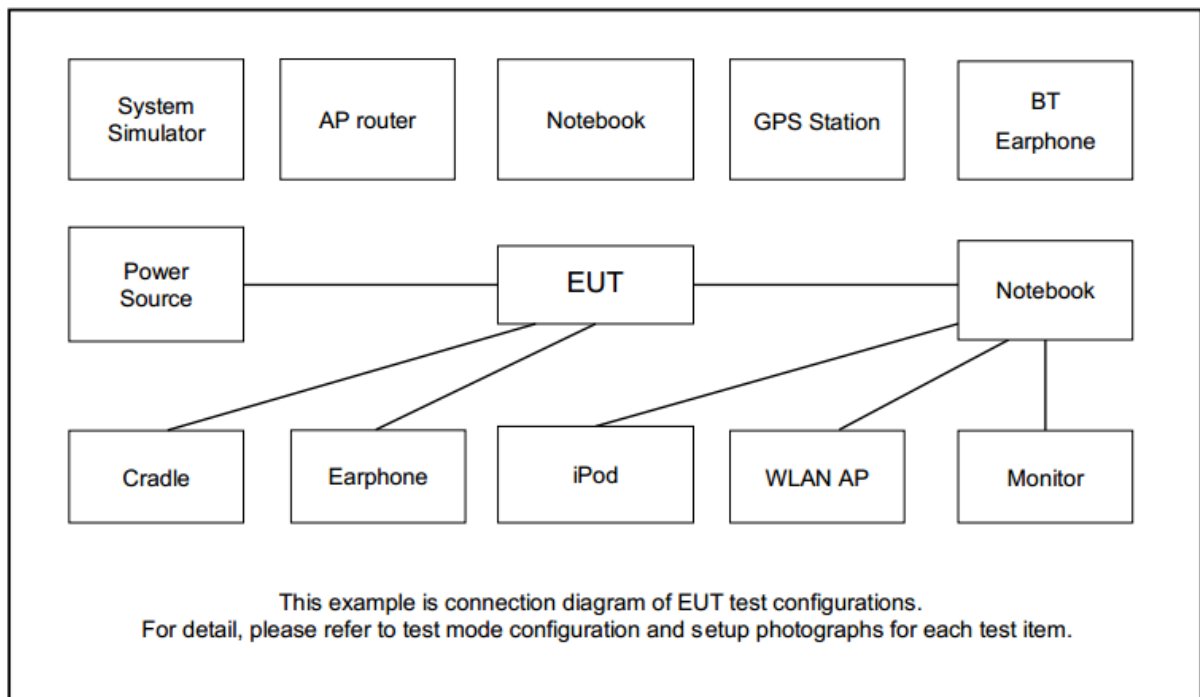 System
Simulator
AP router
Notebook
GPS Station
BT
Earphone
Power
Source
EUT
Notebook
Cradle
Earphone
iPod
WLAN AP
Monitor
This example is connection diagram of EUT test configurations.
For detail, please refer to test mode configuration and setup photographs for each test item.